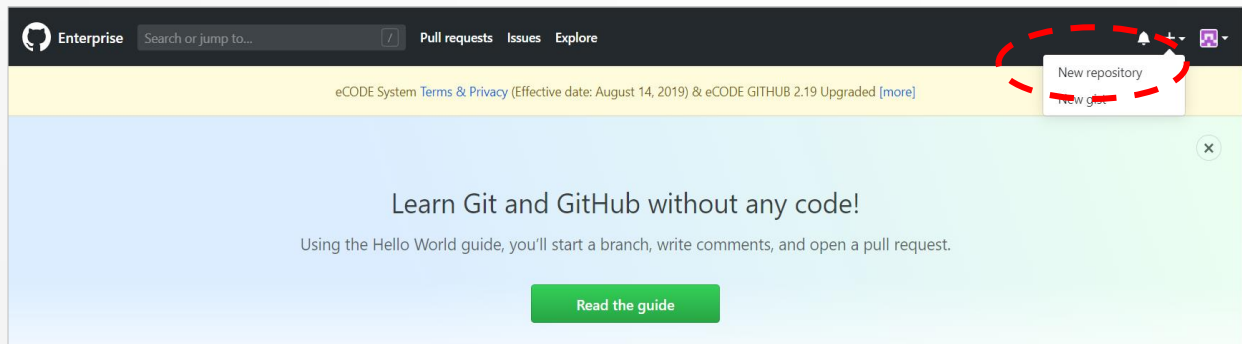 Enterprise Search or jump to... / Pull requests Issues Explore
New repository
New gist
eCODE System Terms & Privacy (Effective date: August 14, 2019) & eCODE GITHUB 2.19 Upgraded [more]
Learn Git and GitHub without any code!
Using the Hello World guide, you'll start a branch, write comments, and open a pull request.
Read the guide